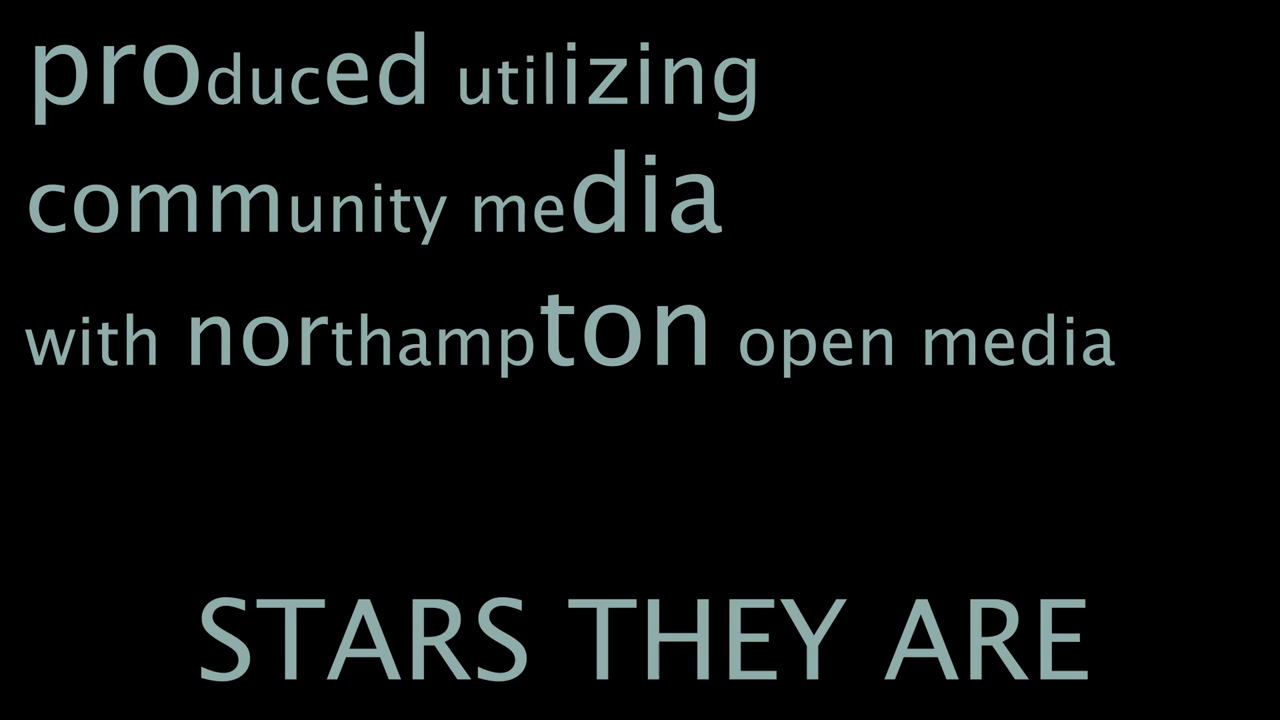 produced utilizing
community media
with northampton open media
STARS THEY ARE